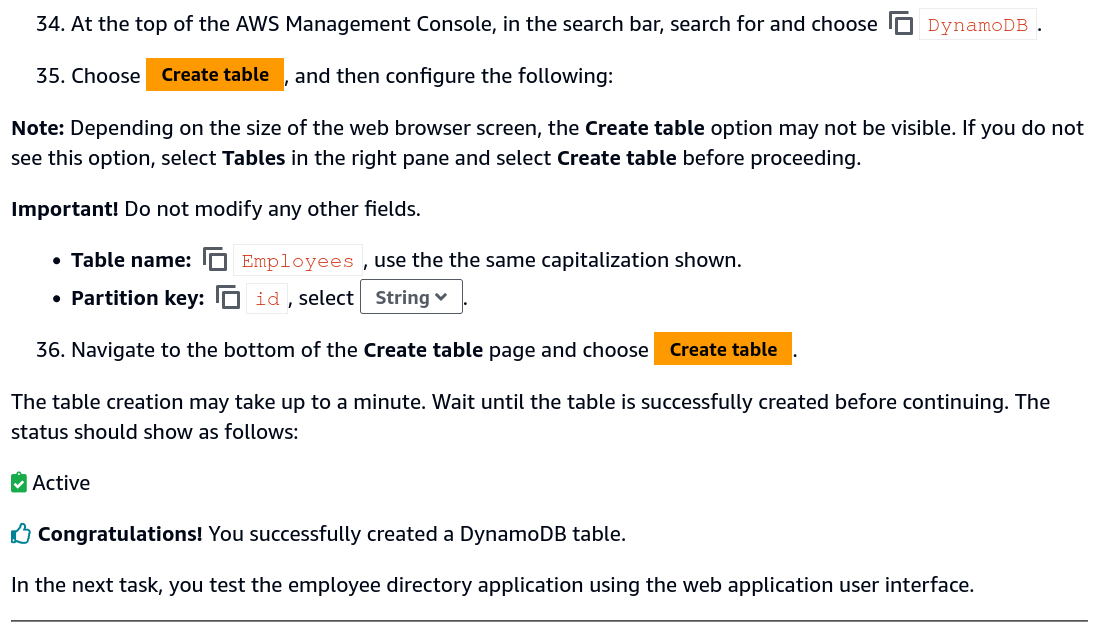 34. At the top of the AWS Management Console, in the search bar, search for and choose DynamoDB.
35. Choose Create table, and then configure the following:
Note: Depending on the size of the web browser screen, the Create table option may not be visible. If you do not
see this option, select Tables in the right pane and select Create table before proceeding.
Important! Do not modify any other fields.
• Table name: Employees, use the the same capitalization shown.
• Partition key: id, select String.
36. Navigate to the bottom of the Create table page and choose Create table.
The table creation may take up to a minute. Wait until the table is successfully created before continuing. The
status should show as follows:
Active
Congratulations! You successfully created a DynamoDB table.
In the next task, you test the employee directory application using the web application user interface.